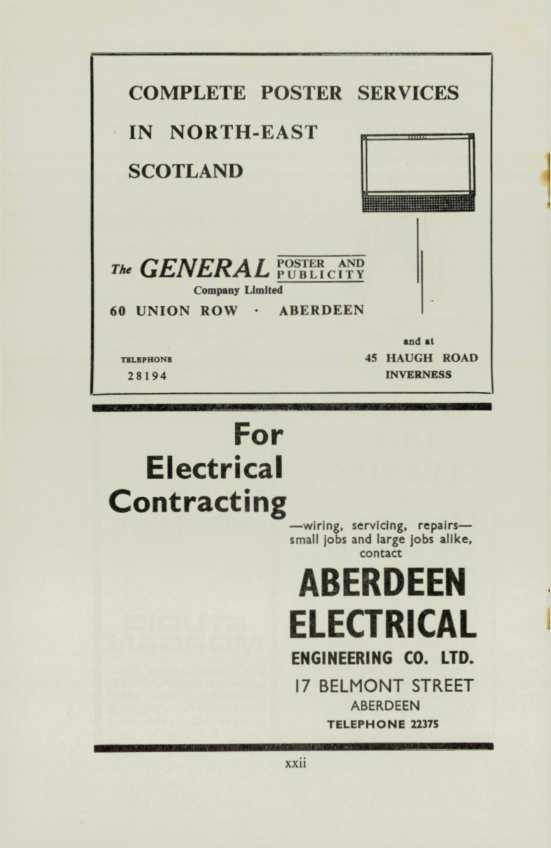 COMPLETE POSTER SERVICES
IN NORTH-EAST
SCOTLAND
The GENERAL POSTER AND PUBLICITY
Company Limited
60 UNION ROW · ABERDEEN
and at
TELEPHONE
28194
45 HAUGH ROAD
INVERNESS
For
Electrical
Contracting
—wiring, servicing, repairs—
small jobs and large jobs alike,
contact
ABERDEEN
ELECTRICAL
ENGINEERING CO. LTD.
17 BELMONT STREET
ABERDEEN
TELEPHONE 22375
xxii